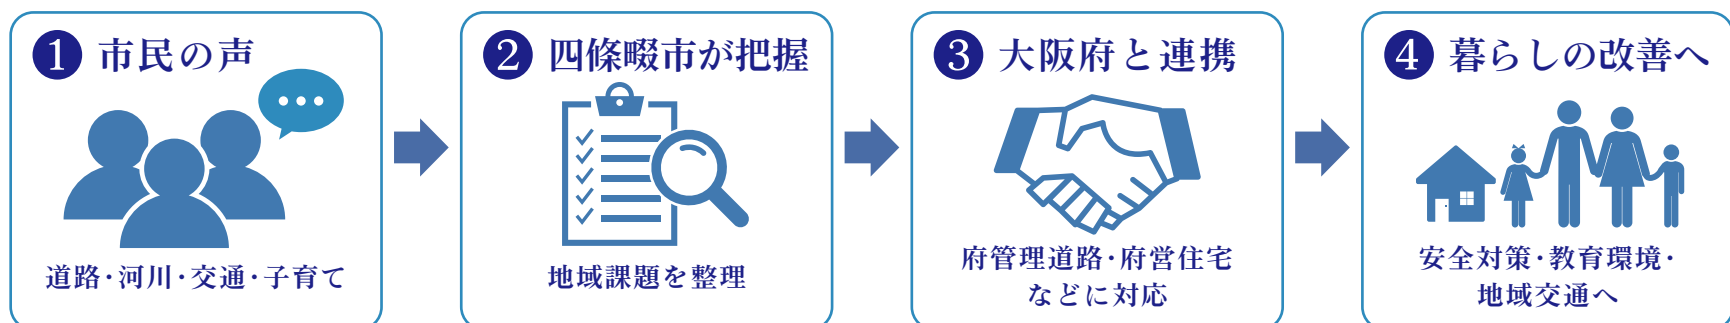 1 市民の声
道路・河川・交通・子育て
2 四條畷市が把握
地域課題を整理
3 大阪府と連携
府管理道路・府営住宅
などに対応
4 暮らしの改善へ
安全対策・教育環境・
地域交通へ